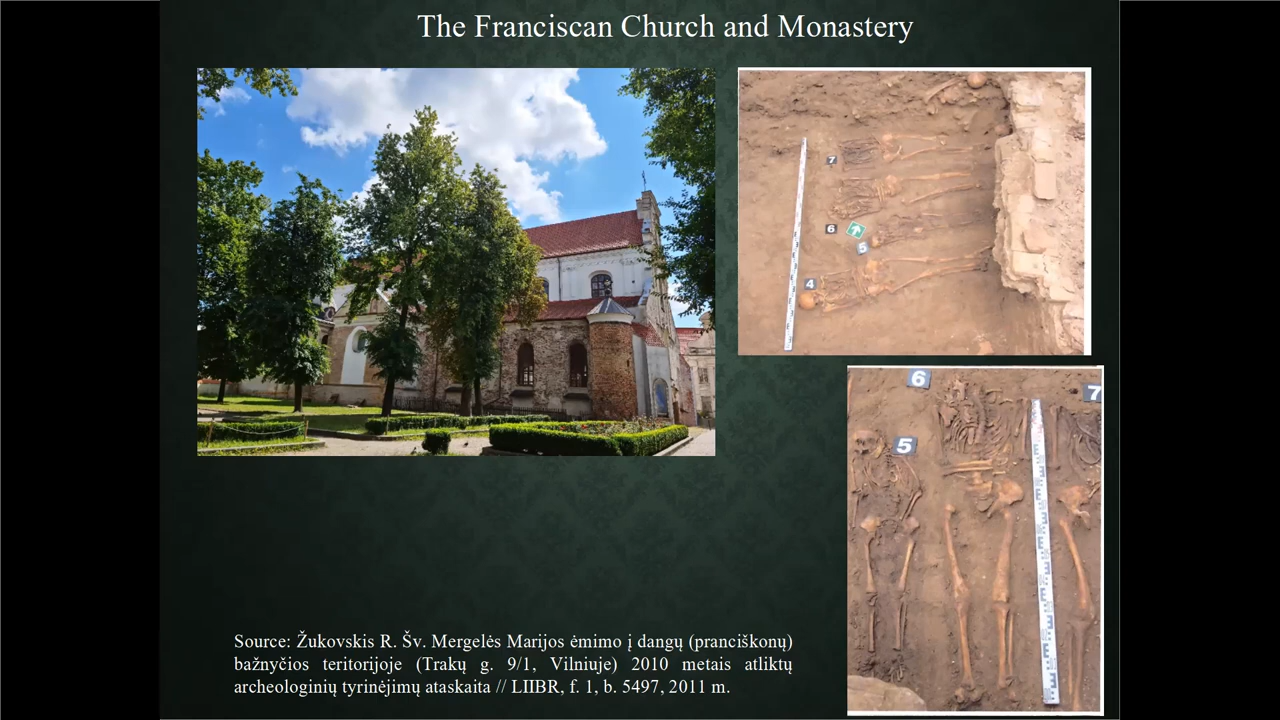 The Franciscan Church and Monastery
7
6
5
4
6
7
5
Source: Žukovskis R. Šv. Mergelės Marijos ėmimo į dangų (pranciškonų)
bažnyčios teritorijoje (Trakų g. 9/1, Vilniuje) 2010 metais atliktų
archeologinių tyrinėjimų ataskaita // LIIBR, f. 1, b. 5497, 2011 m.